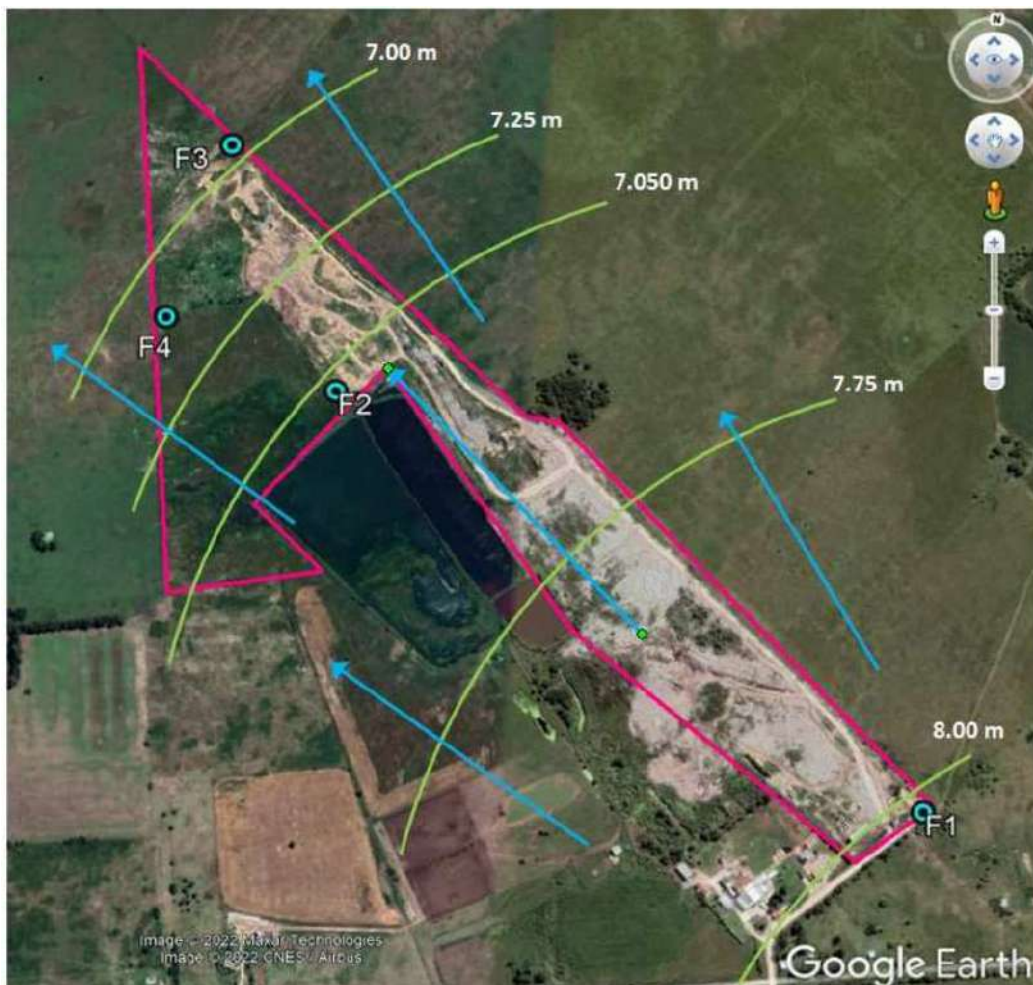 N
7.00 m
7.25 m
7.050 m
F3
F4
F2
7.75 m
8.00 m
F1
Image © 2022 Maxar Technologies
Image © 2022 CNES / Airbus
Google Earth